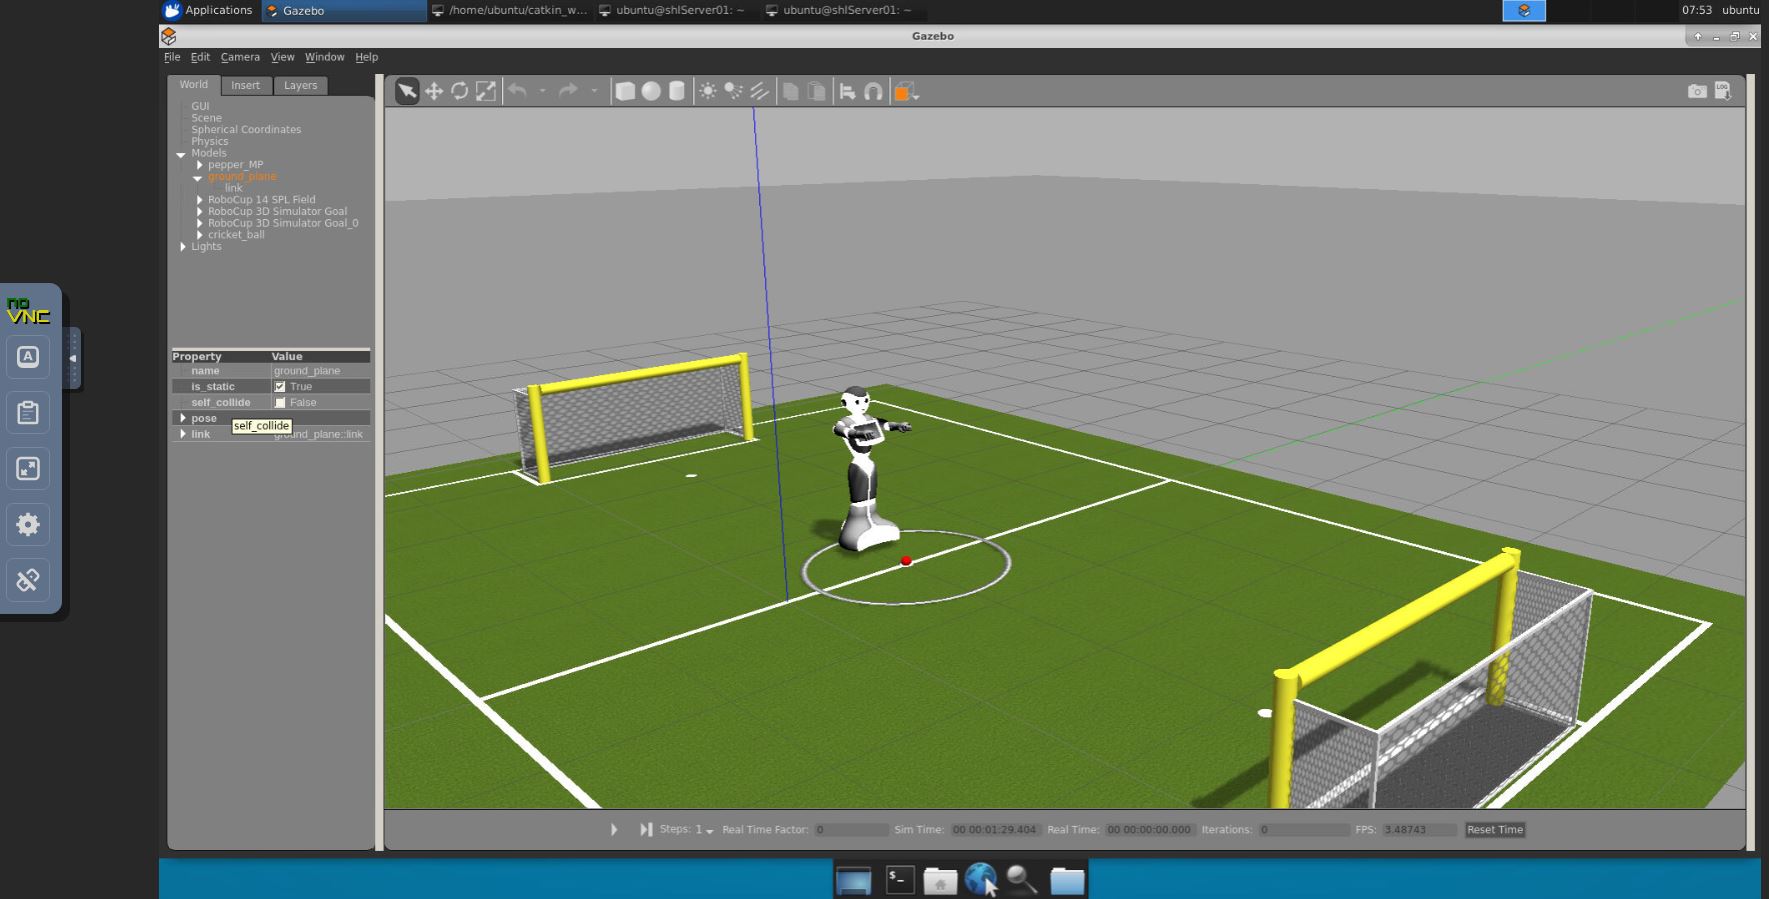 Applications
Gazebo
/home/ubuntu/catkin_w...
ubuntu@shlServer01: ~
ubuntu@shlServer01: ~
07:53 ubuntu
Gazebo
File Edit Camera View Window Help
World Insert Layers
GUI
Scene
Spherical Coordinates
Physics
Models
pepper_MP
ground_plane
link
RoboCup 14 SPL Field
RoboCup 3D Simulator Goal
RoboCup 3D Simulator Goal_0
cricket_ball
Lights
LOG
no
VNC
A
Property Value
name ground_plane
is_static True
self_collide False
pose
self_collide
link ground_plane::link
Steps: 1 Real Time Factor: 0 Sim Time: 00 00:01:29.404 Real Time: 00 00:00:00.000 Iterations: 0 FPS: 3.48743 Reset Time
$_